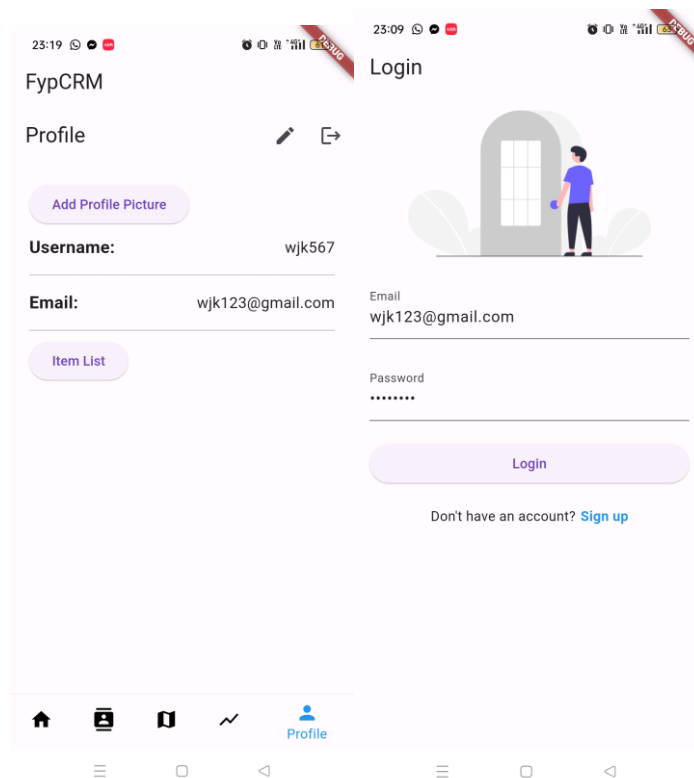 23:19
DEBUG
FypCRM
Profile
Add Profile Picture
Username: wjk567
Email: wjk123@gmail.com
Item List
Profile
23:09
DEBUG
Login
Email
wjk123@gmail.com
Password
••••••••
Login
Don't have an account? Sign up